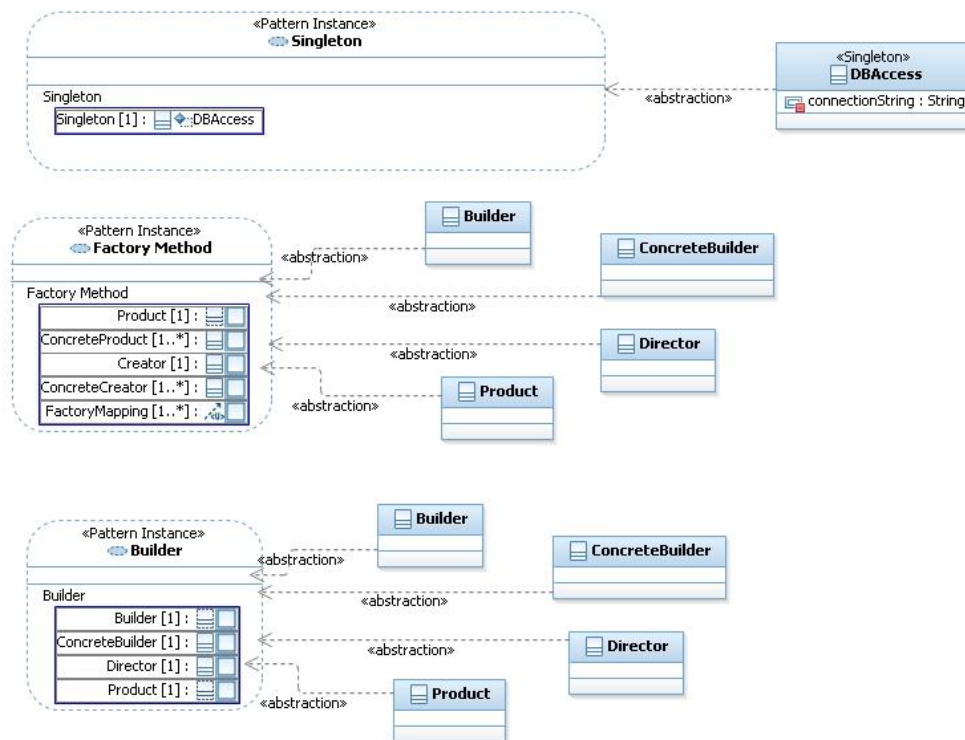 «Pattern Instance»
Singleton
Singleton
Singleton [1] : DBAccess
«abstraction»
«Singleton»
DBAccess
connectionString : String
«Pattern Instance»
Factory Method
Factory Method
Product [1] :
ConcreteProduct [1..*] :
Creator [1] :
ConcreteCreator [1..*] :
FactoryMapping [1..*] :
«abstraction»
Builder
«abstraction»
ConcreteBuilder
«abstraction»
Director
«abstraction»
Product
«Pattern Instance»
Builder
Builder
Builder [1] :
ConcreteBuilder [1] :
Director [1] :
Product [1] :
«abstraction»
Builder
«abstraction»
ConcreteBuilder
«abstraction»
Director
«abstraction»
Product